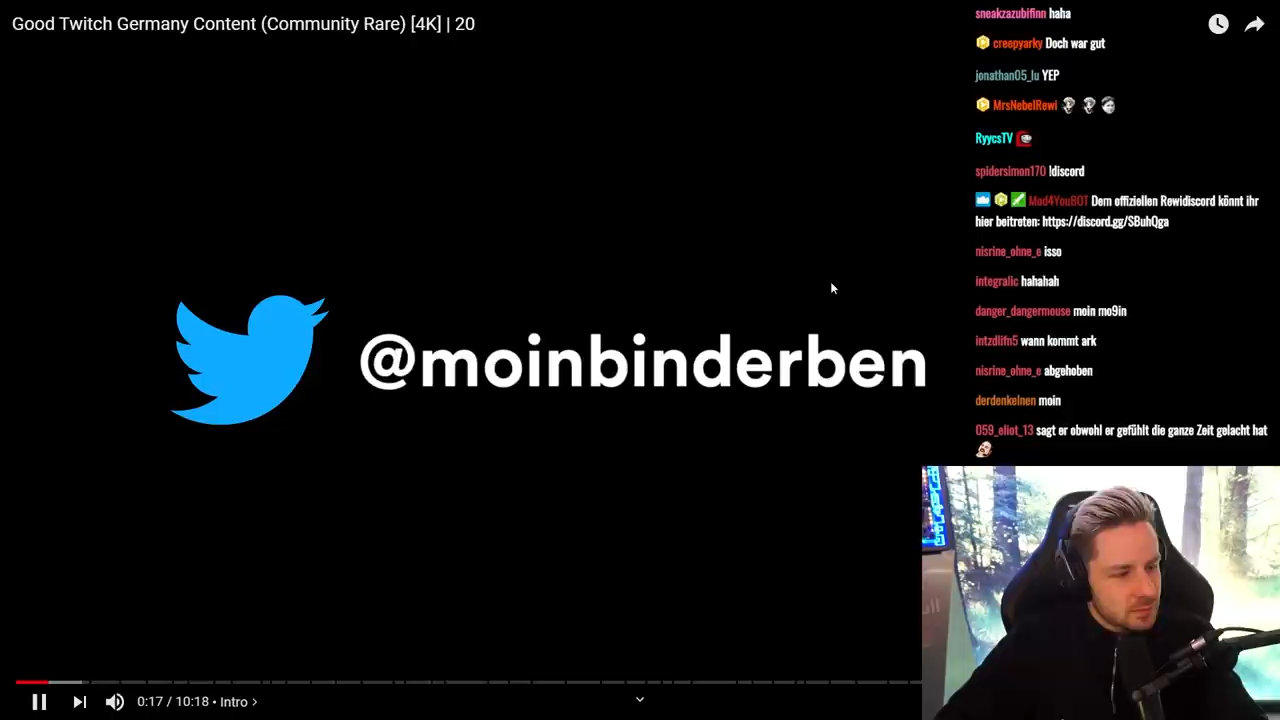 Good Twitch Germany Content (Community Rare) [4K] | 20
sneakzazubifinn haha
creepyarky Doch war gut
jonathan05_lu YEP
MrsNebelRewi
RyycsTV
spidersimon170 !discord
Mod4YouBOT Dem offiziellen Rewidiscord könnt ihr
hier beitreten: https://discord.gg/SBuhQga
nisrine_ohne_e isso
integralic hahahah
danger_dangermouse moin mo9in
intzdlifn5 wann kommt ark
nisrine_ohne_e abgehoben
derdenkelnen moin
059_eliot_13 sagt er obwohl er gefühlt die ganze Zeit gelacht hat
@moinbinderben
0:17 / 10:18 • Intro >